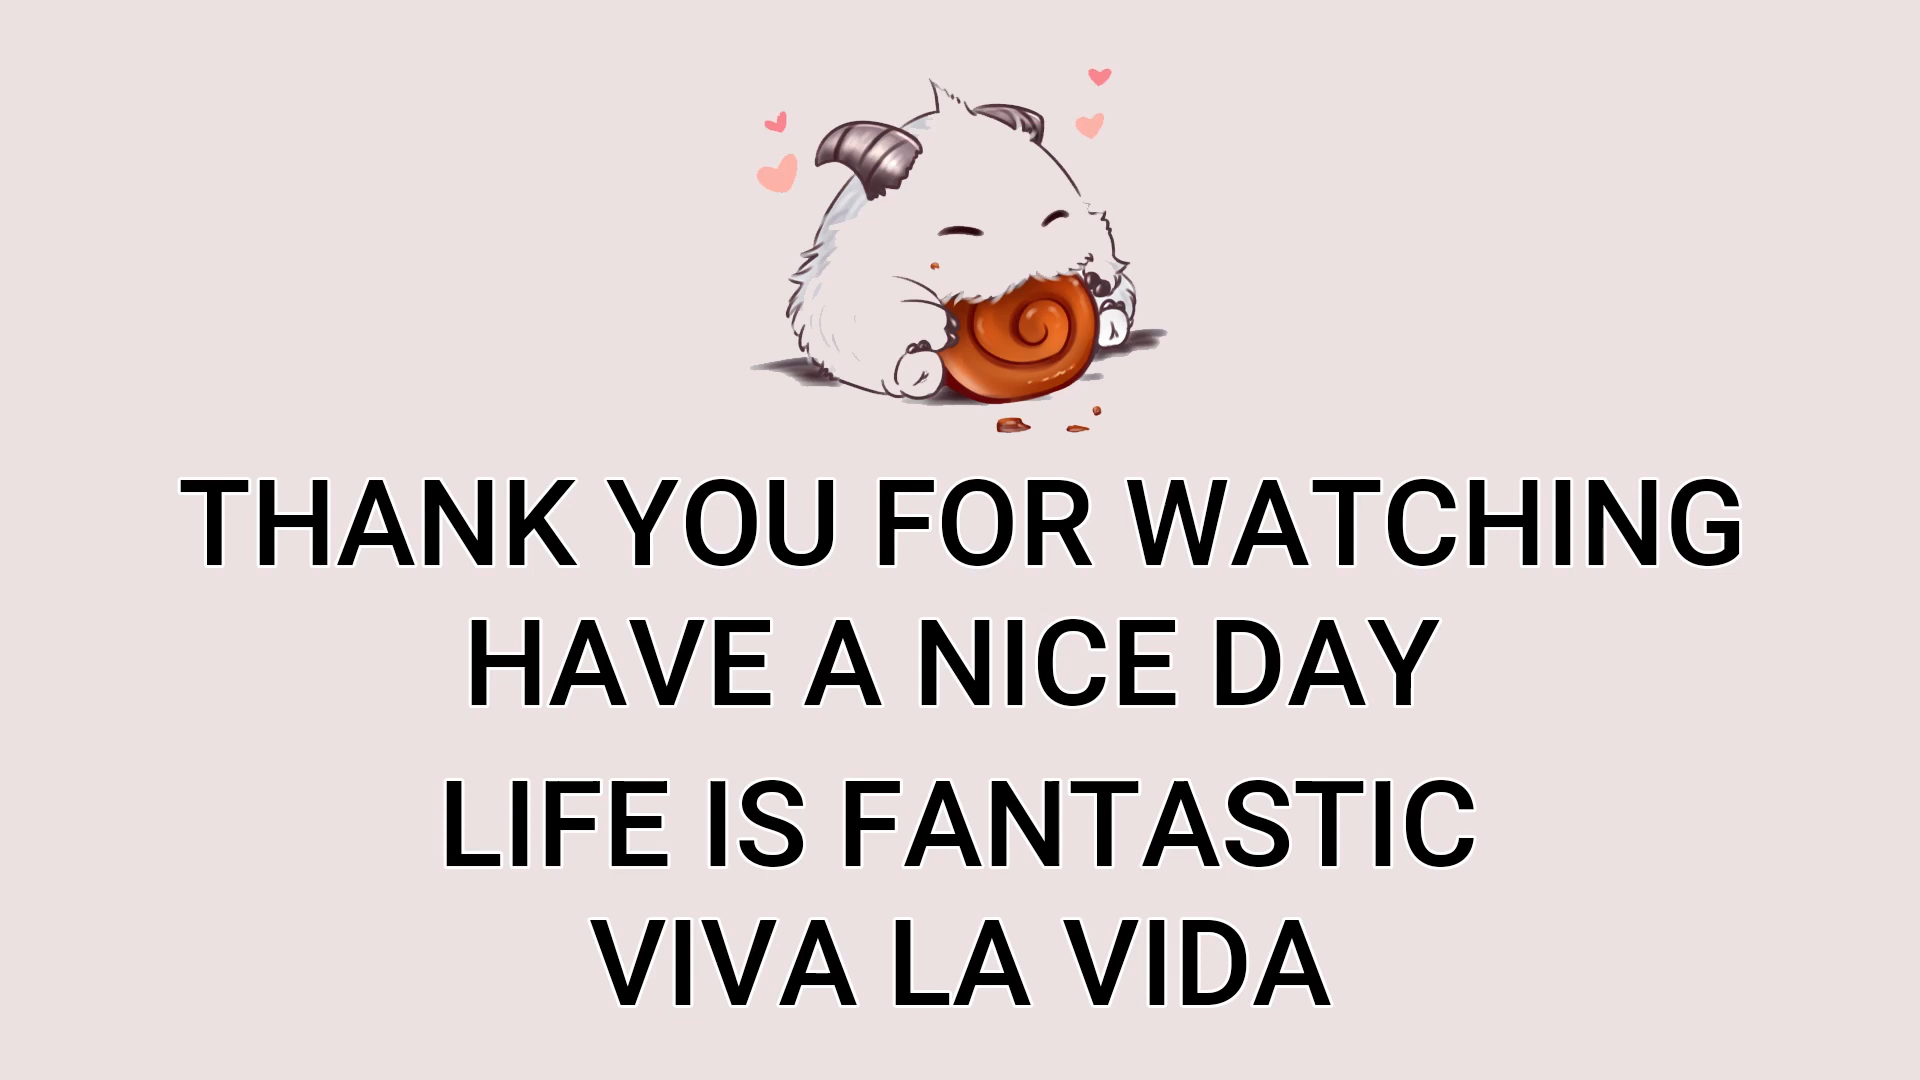 THANK YOU FOR WATCHING
HAVE A NICE DAY
LIFE IS FANTASTIC
VIVA LA VIDA